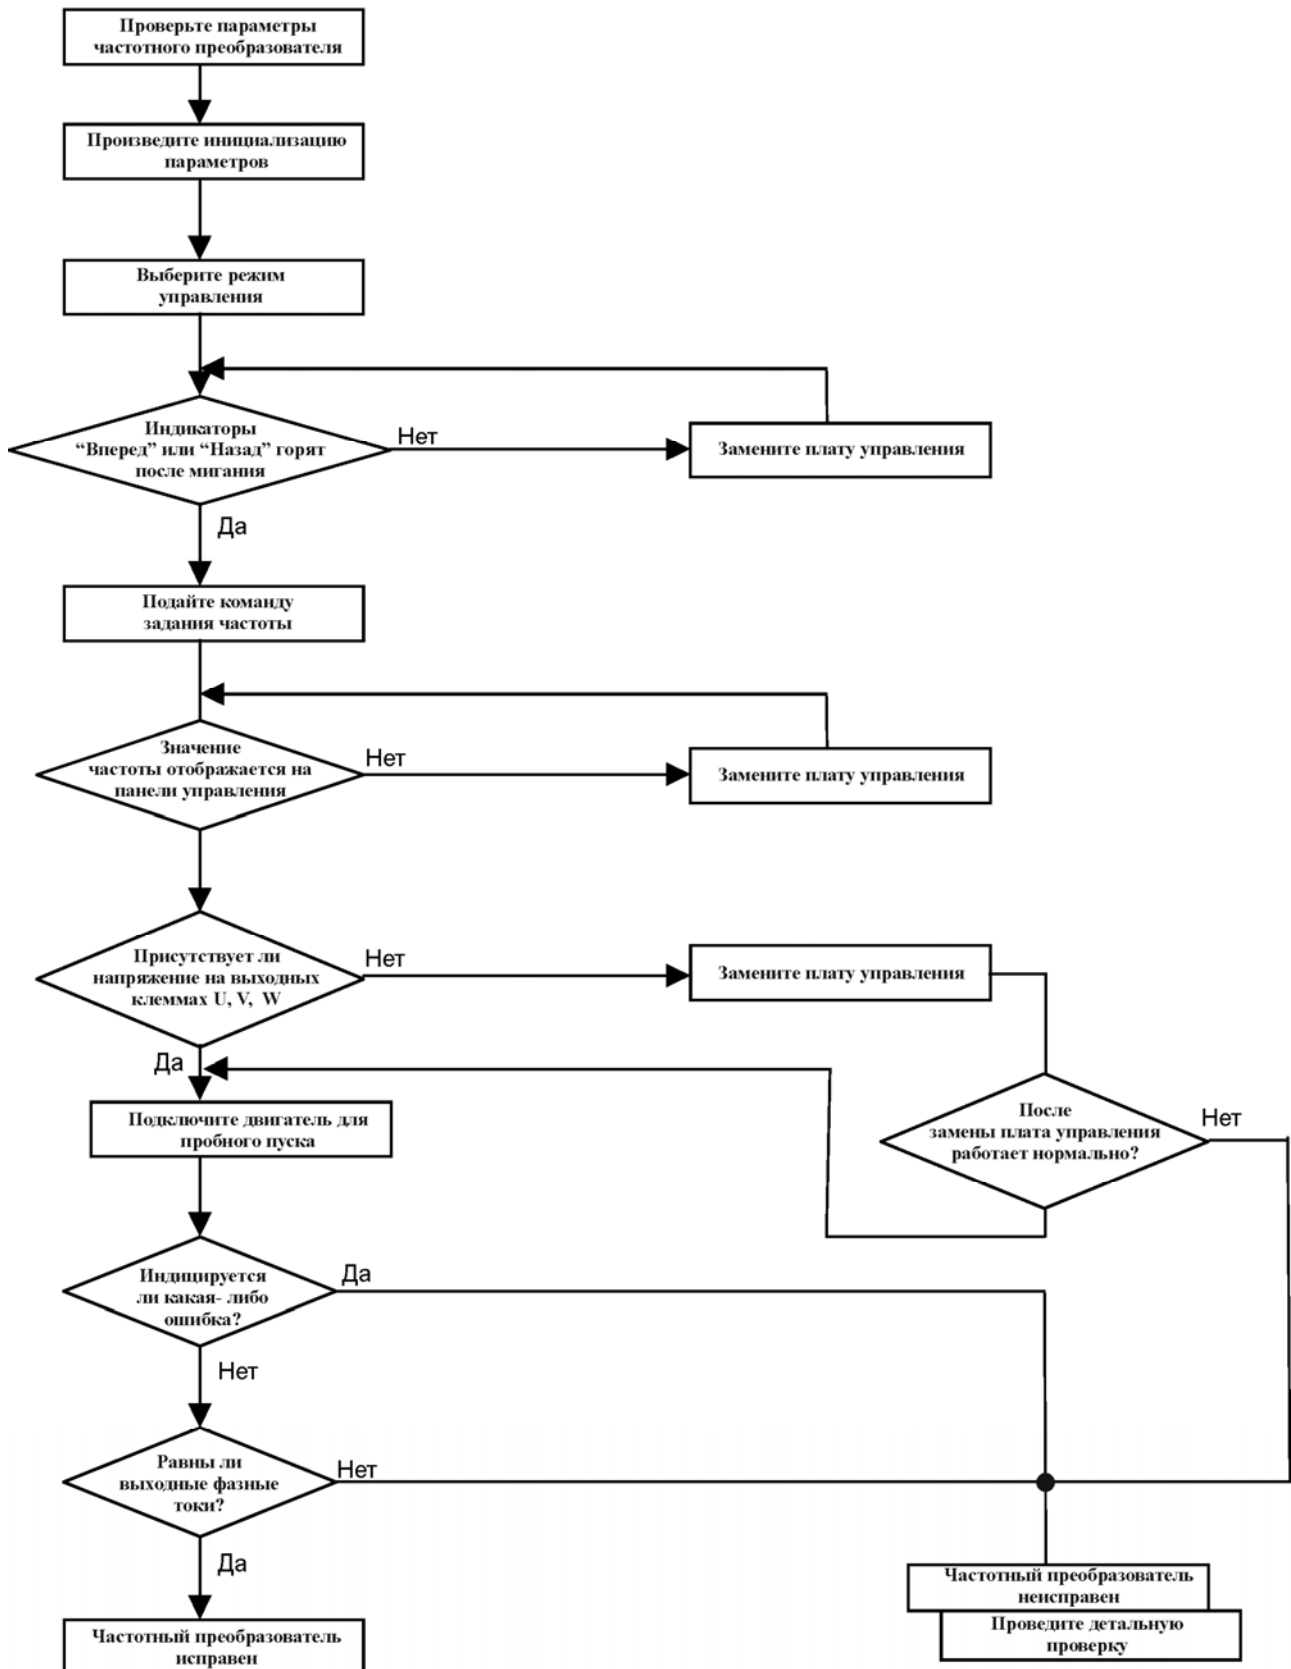 Проверьте параметры
частотного преобразователя
Произведите инициализацию
параметров
Выберите режим
управления
Индикаторы
“Вперед” или “Назад” горят
после мигания
Нет
Замените плату управления
Да
Подайте команду
задания частоты
Значение
частоты отображается на
панели управления
Нет
Замените плату управления
Присутствует ли
напряжение на выходных
клеммах U, V, W
Нет
Замените плату управления
Да
Подключите двигатель для
пробного пуска
После
замены плата управления
работает нормально?
Нет
Индицируется
ли какая- либо
ошибка?
Да
Нет
Равны ли
выходные фазные
токи?
Нет
Да
Частотный преобразователь
неисправен
Проведите детальную
проверку
Частотный преобразователь
исправен